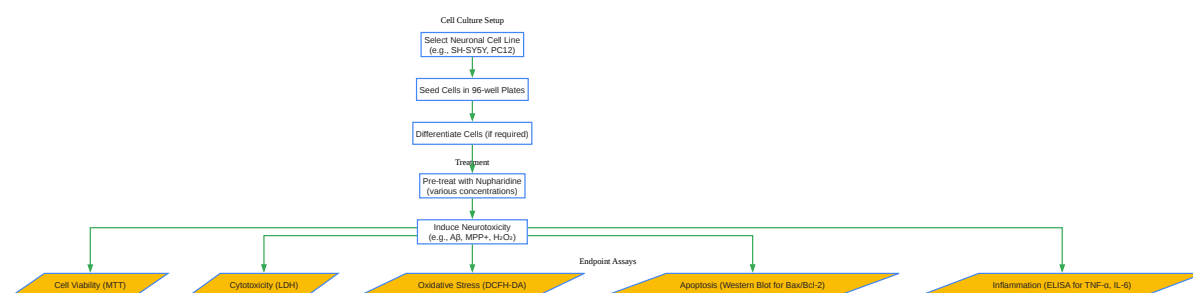 Cell Culture Setup
Select Neuronal Cell Line
(e.g., SH-SY5Y, PC12)
Seed Cells in 96-well Plates
Differentiate Cells (if required)
Treatment
Pre-treat with Nupharidine
(various concentrations)
Induce Neurotoxicity
(e.g., Aβ, MPP+, H₂O₂)
Endpoint Assays
Cell Viability (MTT)
Cytotoxicity (LDH)
Oxidative Stress (DCFH-DA)
Apoptosis (Western Blot for Bax/Bcl-2)
Inflammation (ELISA for TNF-α, IL-6)